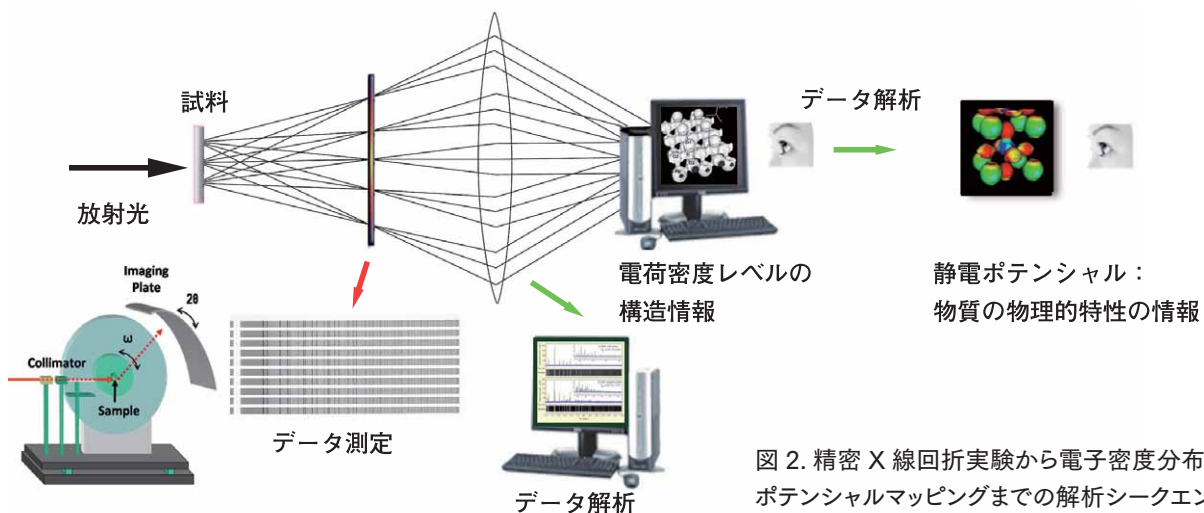 試料
放射光
データ解析
電荷密度レベルの
構造情報
静電ポテンシャル：
物質の物理的特性の情報
Imaging
Plate
2θ
ω
Collimator
Sample
データ測定
データ解析
図 2. 精密 X 線回折実験から電子密度分布
ポテンシャルマッピングまでの解析シークエン